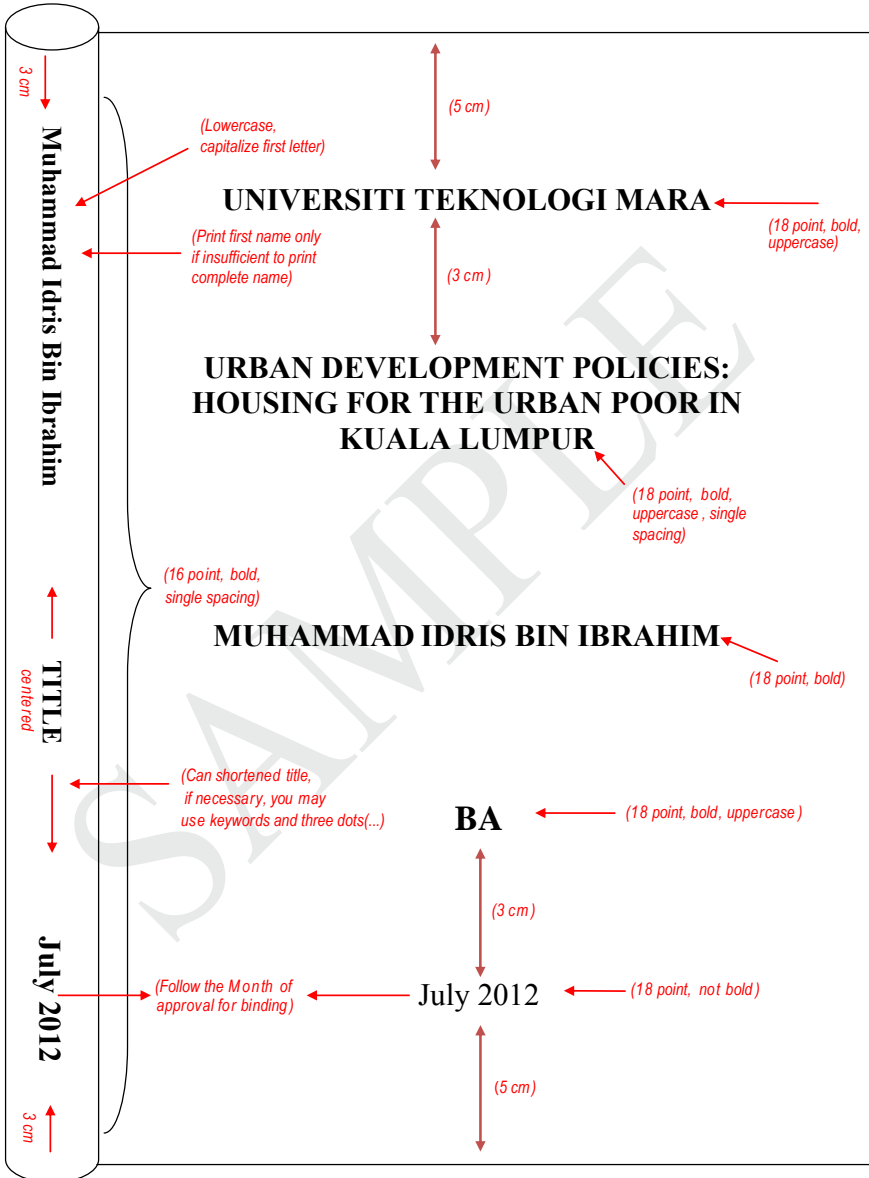 3 cm
Muhammad Idris Bin Ibrahim
TITLE
centered
July 2012
3 cm
(Lowercase,
capitalize first letter)
(Print first name only
if insufficient to print
complete name)
(16 point, bold,
single spacing)
(Can shortened title,
if necessary, you may
use keywords and three dots(...)
(Follow the Month of
approval for binding)
(5 cm)
UNIVERSITI TEKNOLOGI MARA
(18 point, bold,
uppercase)
(3 cm)
URBAN DEVELOPMENT POLICIES:
HOUSING FOR THE URBAN POOR IN
KUALA LUMPUR
(18 point, bold,
uppercase , single
spacing)
MUHAMMAD IDRIS BIN IBRAHIM
(18 point, bold)
BA
(18 point, bold, uppercase )
(3 cm)
July 2012
(18 point, not bold )
(5 cm)
SAMPLE